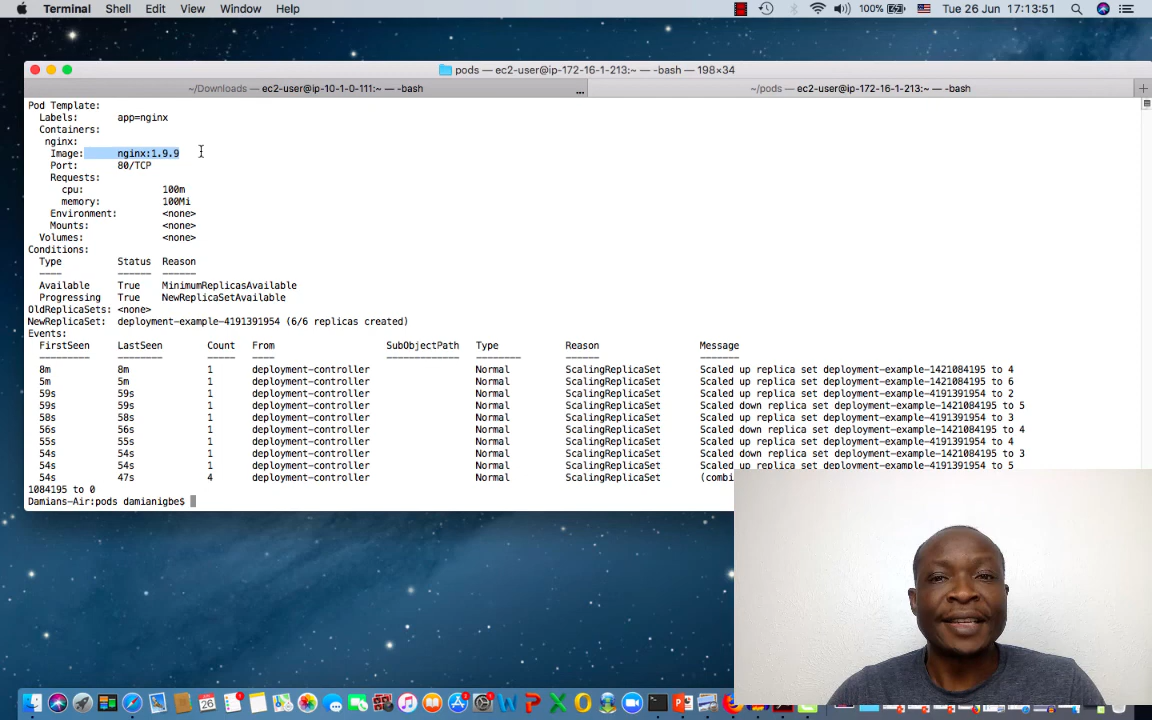 Terminal Shell Edit View Window Help 100% Tue 26 Jun 17:13:51
pods — ec2-user@ip-172-16-1-213:~ — -bash — 198×34
~/Downloads — ec2-user@ip-10-1-0-111:~ — -bash ... ~/pods — ec2-user@ip-172-16-1-213:~ — -bash
Pod Template:
Labels: app=nginx
Containers:
nginx:
Image: nginx:1.9.9
Port: 80/TCP
Requests:
cpu: 100m
memory: 100Mi
Environment: <none>
Mounts: <none>
Volumes: <none>
Conditions:
Type Status Reason
---- ------ ------
Available True MinimumReplicasAvailable
Progressing True NewReplicaSetAvailable
OldReplicaSets: <none>
NewReplicaSet: deployment-example-4191391954 (6/6 replicas created)
Events:
FirstSeen LastSeen Count From SubObjectPath Type Reason Message
--------- -------- ----- ---- ------------- -------- ------ -------
8m 8m 1 deployment-controller Normal ScalingReplicaSet Scaled up replica set deployment-example-1421084195 to 4
5m 5m 1 deployment-controller Normal ScalingReplicaSet Scaled up replica set deployment-example-1421084195 to 6
59s 59s 1 deployment-controller Normal ScalingReplicaSet Scaled up replica set deployment-example-4191391954 to 2
59s 59s 1 deployment-controller Normal ScalingReplicaSet Scaled down replica set deployment-example-1421084195 to 5
58s 58s 1 deployment-controller Normal ScalingReplicaSet Scaled up replica set deployment-example-4191391954 to 3
56s 56s 1 deployment-controller Normal ScalingReplicaSet Scaled down replica set deployment-example-1421084195 to 4
55s 55s 1 deployment-controller Normal ScalingReplicaSet Scaled up replica set deployment-example-4191391954 to 4
54s 54s 1 deployment-controller Normal ScalingReplicaSet Scaled down replica set deployment-example-1421084195 to 3
54s 54s 1 deployment-controller Normal ScalingReplicaSet Scaled up replica set deployment-example-4191391954 to 5
54s 47s 4 deployment-controller Normal ScalingReplicaSet (combi
1084195 to 0
Damians-Air:pods damianigbe$